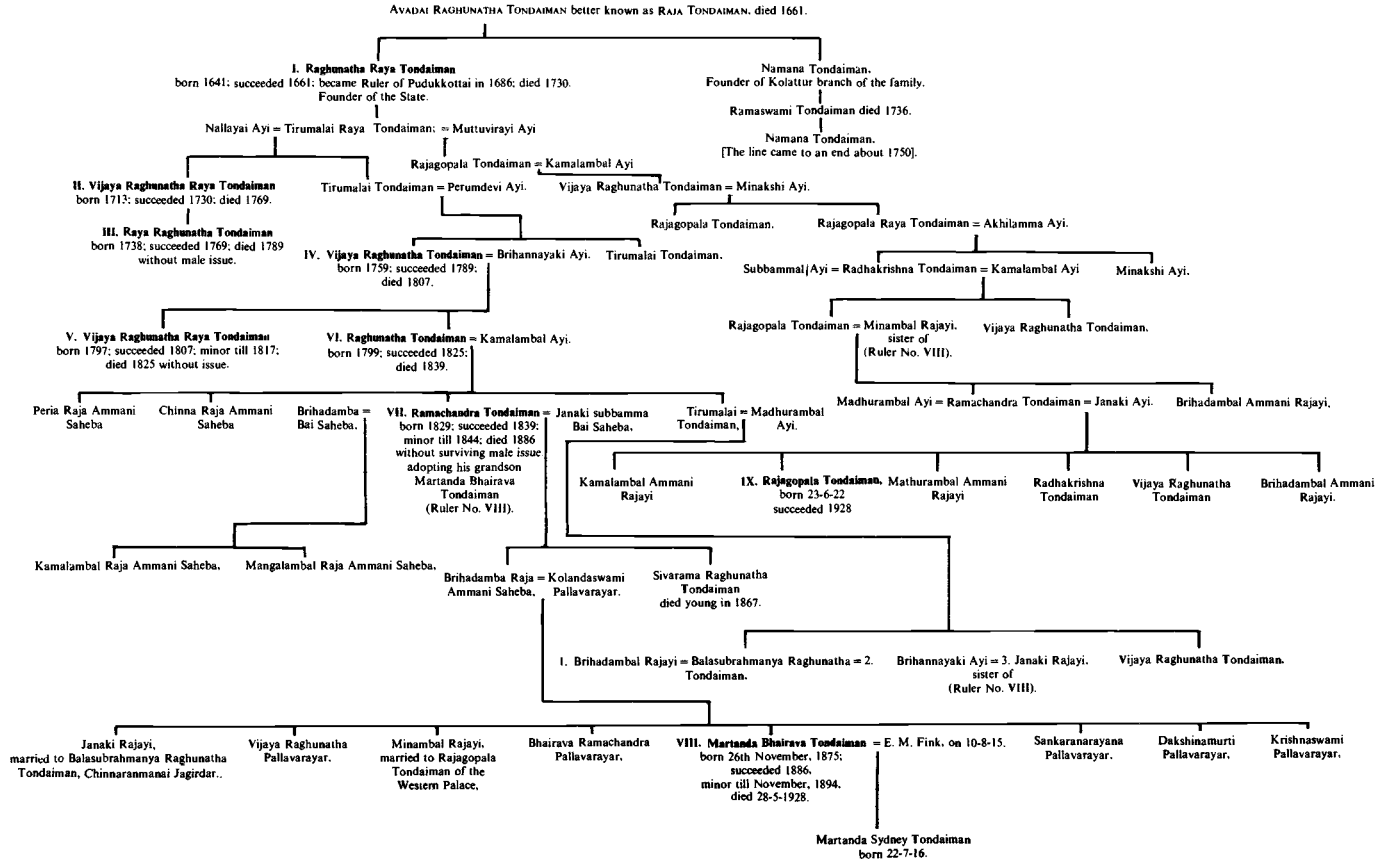 AVADAI RAGHUNATHA TONDAIMAN better known as RAJA TONDAIMAN. died 1661.
I. Raghunatha Raya Tondaiman
born 1641; succeeded 1661; became Ruler of Pudukkottai in 1686; died 1730.
Founder of the State.
Namana Tondaiman.
Founder of Kolattur branch of the family.
Ramaswami Tondaiman died 1736.
Namana Tondaiman.
[The line came to an end about 1750].
Nallayai Ayi = Tirumalai Raya Tondaiman; = Muttuvirayi Ayi
Rajagopala Tondaiman = Kamalambal Ayi
II. Vijaya Raghunatha Raya Tondaiman
born 1713; succeeded 1730; died 1769.
Tirumalai Tondaiman = Perumdevi Ayi.
Vijaya Raghunatha Tondaiman = Minakshi Ayi.
III. Raya Raghunatha Tondaiman
born 1738; succeeded 1769; died 1789
without male issue.
Rajagopala Tondaiman.
Rajagopala Raya Tondaiman = Akhilamma Ayi.
IV. Vijaya Raghunatha Tondaiman = Brihannayaki Ayi.
born 1759; succeeded 1789;
died 1807.
Tirumalai Tondaiman.
Subbammal Ayi = Radhakrishna Tondaiman = Kamalambal Ayi
Minakshi Ayi.
V. Vijaya Raghunatha Raya Tondaiman
born 1797; succeeded 1807; minor till 1817;
died 1825 without issue.
VI. Raghunatha Tondaiman = Kamalambal Ayi.
born 1799; succeeded 1825;
died 1839.
Rajagopala Tondaiman = Minambal Rajayi.
sister of
(Ruler No. VIII).
Vijaya Raghunatha Tondaiman.
Peria Raja Ammani
Saheba
Chinna Raja Ammani
Saheba
Brihadamba =
Bai Saheba.
VII. Ramachandra Tondaiman = Janaki subbamma
Bai Saheba.
born 1829; succeeded 1839;
minor till 1844; died 1886
without surviving male issue
adopting his grandson
Martanda Bhairava
Tondaiman
(Ruler No. VIII).
Tirumalai = Madhurambal
Tondaiman, Ayi.
Madhurambal Ayi = Ramachandra Tondaiman = Janaki Ayi.
Brihadambal Ammani Rajayi.
Kamalambal Ammani
Rajayi
IX. Rajagopala Tondaiman.
born 23-6-22
succeeded 1928
Mathurambal Ammani
Rajayi
Radhakrishna
Tondaiman
Vijaya Raghunatha
Tondaiman
Brihadambal Ammani
Rajayi.
Kamalambal Raja Ammani Saheba.
Mangalambal Raja Ammani Saheba.
Brihadamba Raja = Kolandaswami
Ammani Saheba. Pallavarayar.
Sivarama Raghunatha
Tondaiman
died young in 1867.
1. Brihadambal Rajayi = Balasubrahmanya Raghunatha = 2.
Tondaiman.
Brihannayaki Ayi = 3. Janaki Rajayi.
sister of
(Ruler No. VIII).
Vijaya Raghunatha Tondaiman.
Janaki Rajayi,
married to Balasubrahmanya Raghunatha
Tondaiman, Chinnaranmanai Jagirdar..
Vijaya Raghunatha
Pallavarayar.
Minambal Rajayi,
married to Rajagopala
Tondaiman of the
Western Palace.
Bhairava Ramachandra
Pallavarayar.
VIII. Martanda Bhairava Tondaiman = E. M. Fink. on 10-8-15.
born 26th November, 1875;
succeeded 1886.
minor till November, 1894.
died 28-5-1928.
Sankaranarayana
Pallavarayar.
Dakshinamurti
Pallavarayar.
Krishnaswami
Pallavarayar.
Martanda Sydney Tondaiman
born 22-7-16.